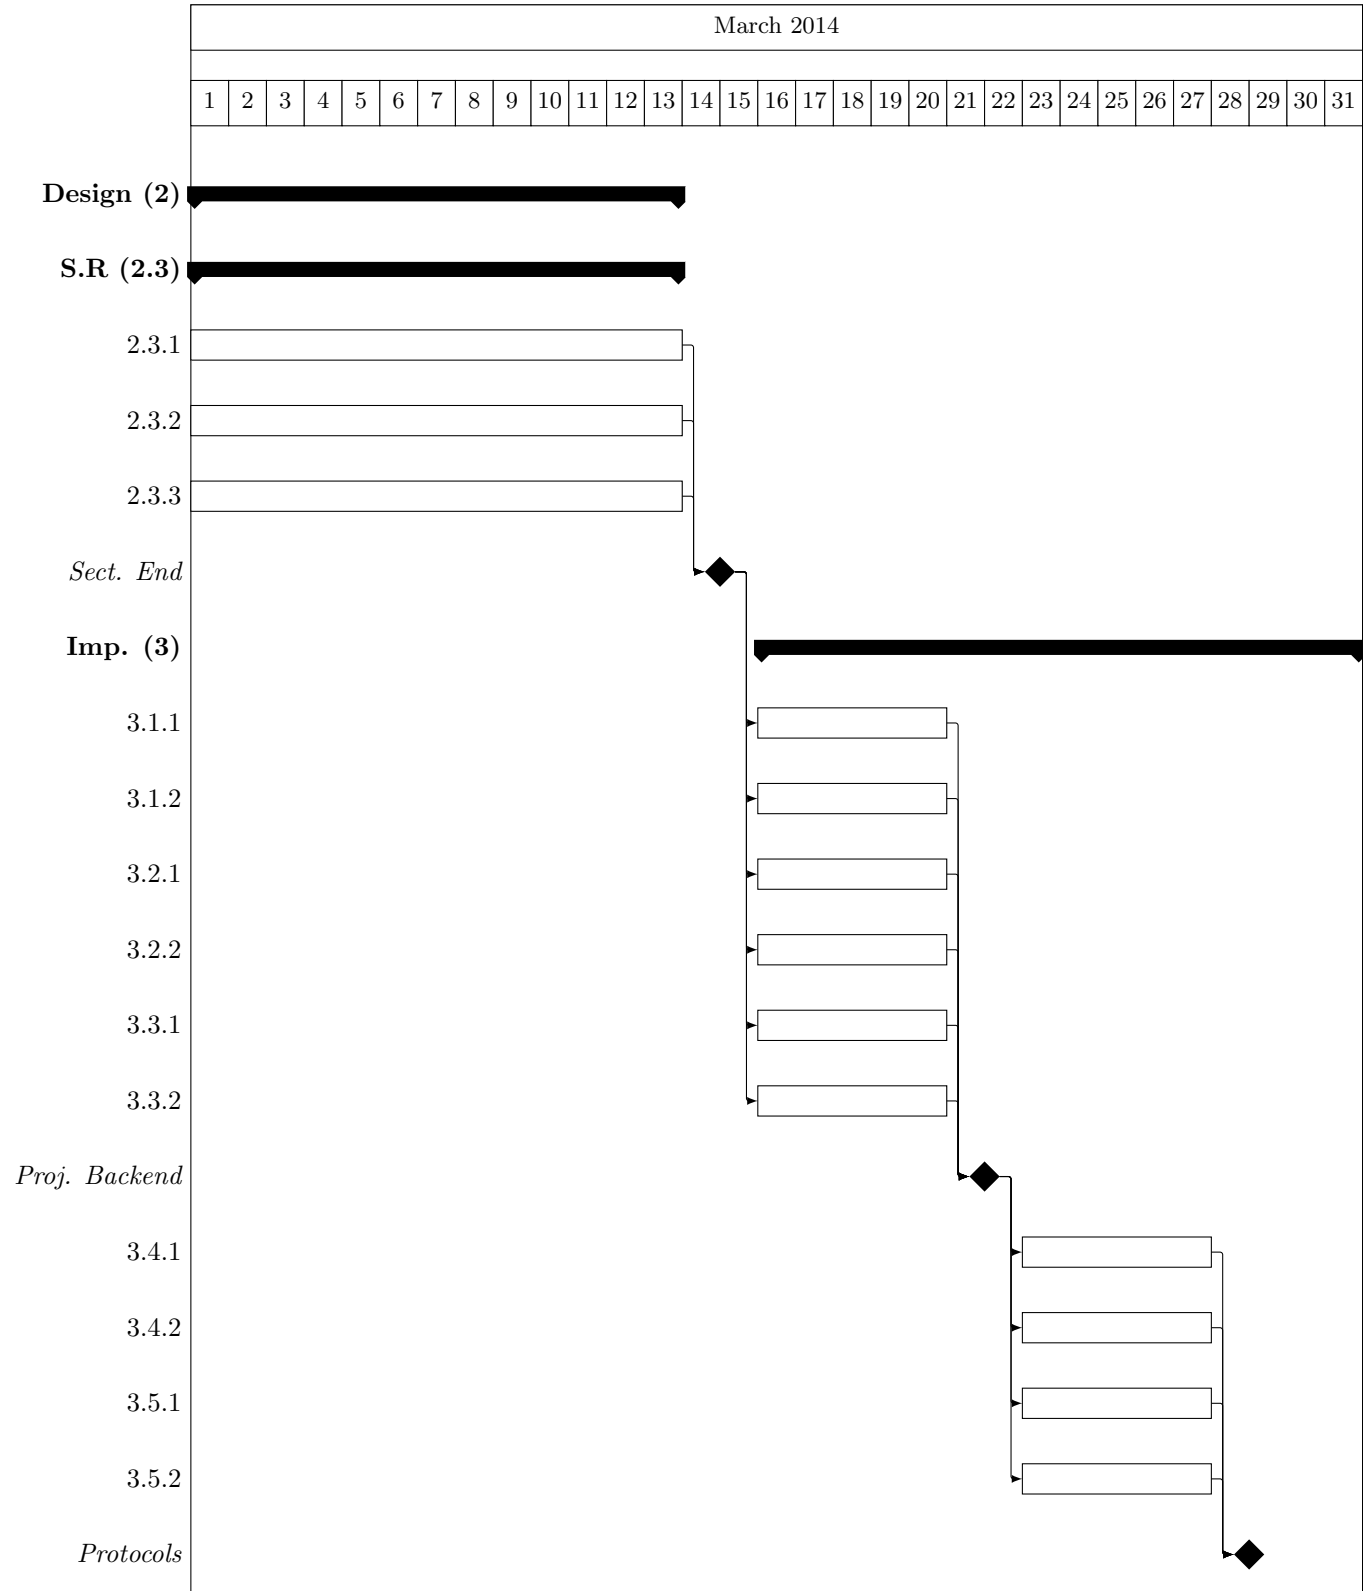 March 2014
1 2 3 4 5 6 7 8 9 10 11 12 13 14 15 16 17 18 19 20 21 22 23 24 25 26 27 28 29 30 31
Design (2)
S.R (2.3)
2.3.1
2.3.2
2.3.3
Sect. End
Imp. (3)
3.1.1
3.1.2
3.2.1
3.2.2
3.3.1
3.3.2
Proj. Backend
3.4.1
3.4.2
3.5.1
3.5.2
Protocols